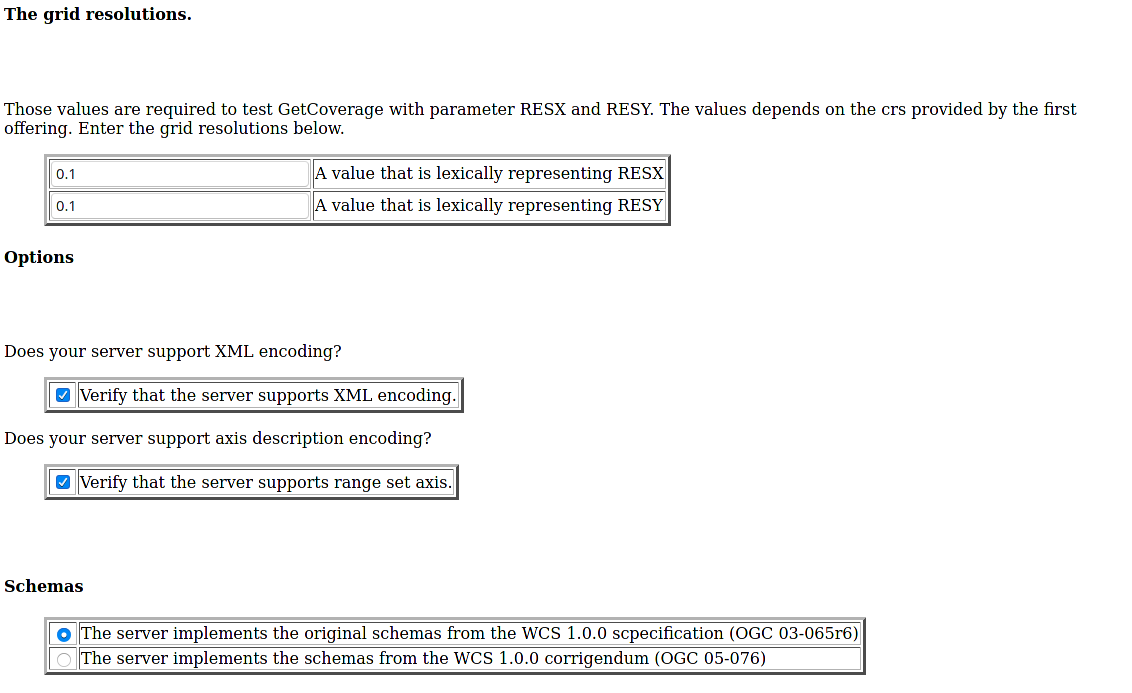 The grid resolutions.
Those values are required to test GetCoverage with parameter RESX and RESY. The values depends on the crs provided by the first
offering. Enter the grid resolutions below.
0.1 A value that is lexically representing RESX
0.1 A value that is lexically representing RESY
Options
Does your server support XML encoding?
Verify that the server supports XML encoding.
Does your server support axis description encoding?
Verify that the server supports range set axis.
Schemas
The server implements the original schemas from the WCS 1.0.0 scpecification (OGC 03-065r6)
The server implements the schemas from the WCS 1.0.0 corrigendum (OGC 05-076)